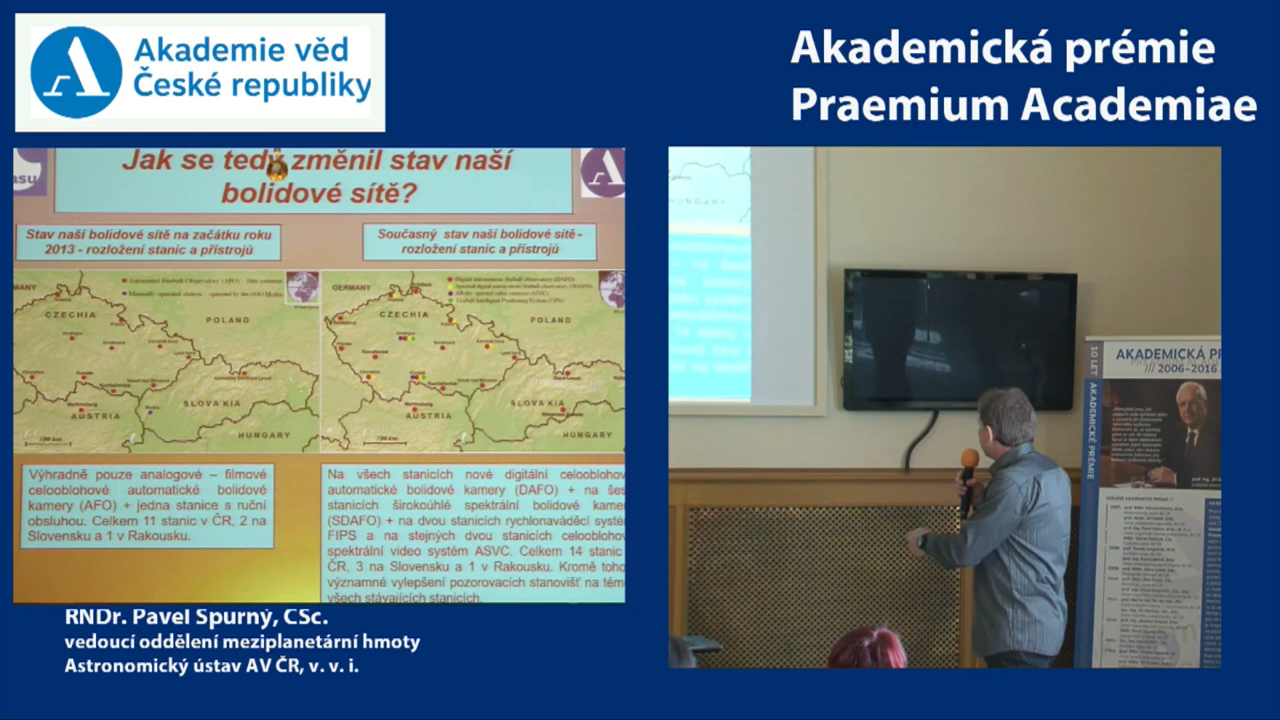 Akademie věd
České republiky
Akademická prémie
Praemium Academiae
Jak se tedy změnil stav naší
bolidové sítě?
Stav naší bolidové sítě na začátku roku
2013 - rozložení stanic a přístrojů
Současný stav naší bolidové sítě -
rozložení stanic a přístrojů
CZECHIA
POLAND
AUSTRIA
SLOVAKIA
HUNGARY
GERMANY
CZECHIA
POLAND
AUSTRIA
SLOVAKIA
HUNGARY
Výhradně pouze analogové – filmové
celooblohové automatické bolidové
kamery (AFO) + jedna stanice s ruční
obsluhou. Celkem 11 stanic v ČR, 2 na
Slovensku a 1 v Rakousku.
Na všech stanicích nové digitální celooblohov
automatické bolidové kamery (DAFO) + na šes
stanicích širokoúhlé spektrální bolidové kame
(SDAFO) + na dvou stanicích rychlonaváděcí systé
FIPS a na stejných dvou stanicích celooblohov
spektrální video systém ASVC. Celkem 14 stanic
ČR, 3 na Slovensku a 1 v Rakousku. Kromě toho
významné vylepšení pozorovacích stanovišť na tém
všech stávajících stanicích.
RNDr. Pavel Spurný, CSc.
vedoucí oddělení meziplanetární hmoty
Astronomický ústav AV ČR, v. v. i.
HUNGARY
10 LET AKADEMICKÉ PRÉMIE
AKADEMICKÁ PR
/// 2006–2016